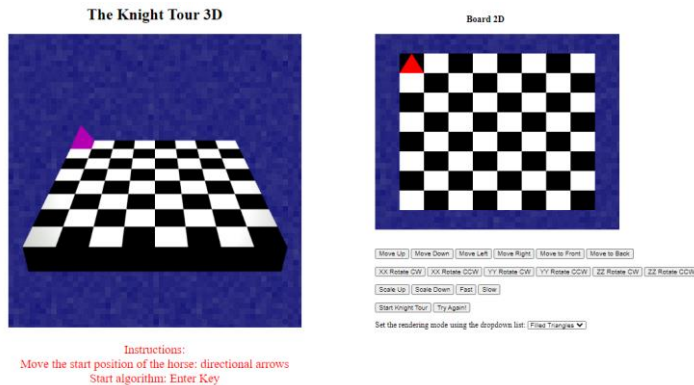 The Knight Tour 3D
Board 2D
Move Up Move Down Move Left Move Right Move to Front Move to Back
XX Rotate CW XX Rotate CCW YY Rotate CW YY Rotate CCW ZZ Rotate CW ZZ Rotate CCW
Scale Up Scale Down Fast Slow
Start Knight Tour Try Again!
Set the rendering mode using the dropdown list: Filled Triangles
Instructions:
Move the start position of the horse: directional arrows
Start algorithm: Enter Key